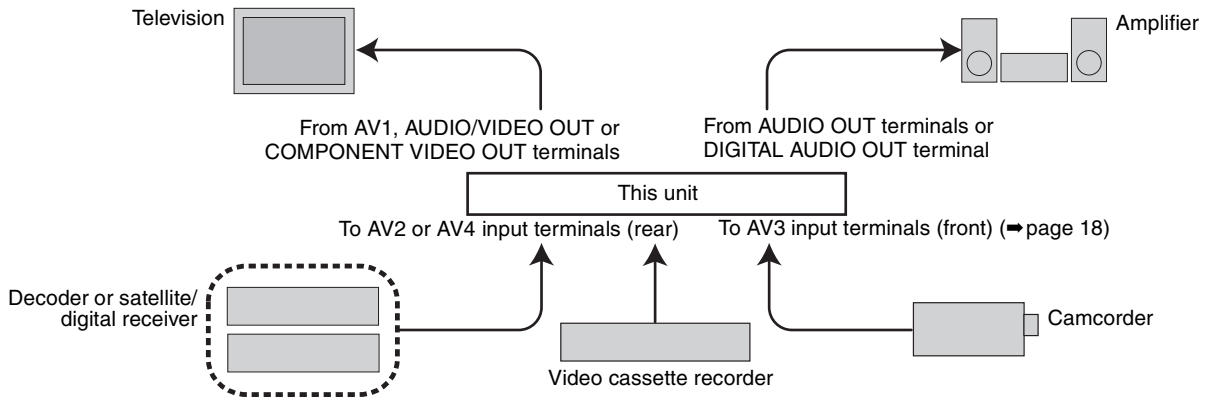 Television
Amplifier
From AV1, AUDIO/VIDEO OUT or
COMPONENT VIDEO OUT terminals
From AUDIO OUT terminals or
DIGITAL AUDIO OUT terminal
This unit
To AV2 or AV4 input terminals (rear)
To AV3 input terminals (front) (➡page 18)
Decoder or satellite/
digital receiver
Video cassette recorder
Camcorder